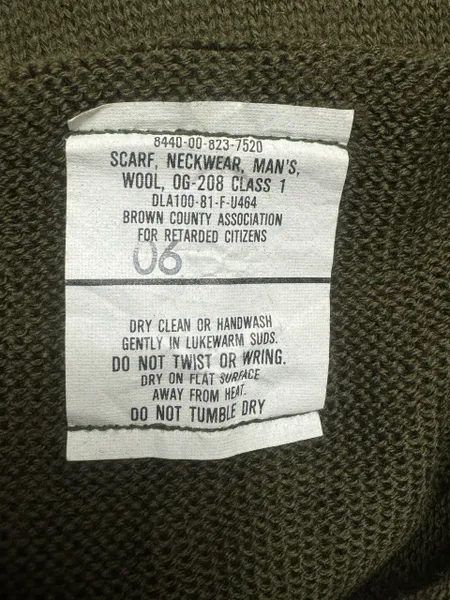 8440-00-823-7520
SCARF, NECKWEAR, MAN'S,
WOOL, OG-208 CLASS 1
DLA100-81-F-U464
BROWN COUNTY ASSOCIATION
FOR RETARDED CITIZENS
06
DRY CLEAN OR HANDWASH
GENTLY IN LUKEWARM SUDS.
DO NOT TWIST OR WRING.
DRY ON FLAT SURFACE
AWAY FROM HEAT.
DO NOT TUMBLE DRY